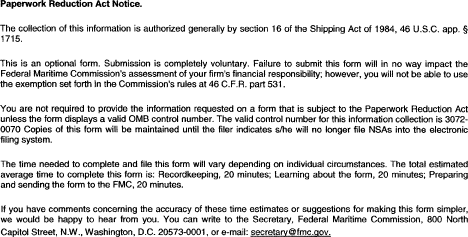 Paperwork Reduction Act Notice.
The collection of this information is authorized generally by section 16 of the Shipping Act of 1984, 46 U.S.C. app. §
1715.
This is an optional form. Submission is completely voluntary. Failure to submit this form will in no way impact the
Federal Maritime Commission's assessment of your firm's financial responsibility; however, you will not be able to use
the exemption set forth in the Commission's rules at 46 C.F.R. part 531.
You are not required to provide the information requested on a form that is subject to the Paperwork Reduction Act
unless the form displays a valid OMB control number. The valid control number for this information collection is 3072-
0070 Copies of this form will be maintained until the filer indicates s/he will no longer file NSAs into the electronic
filing system.
The time needed to complete and file this form will vary depending on individual circumstances. The total estimated
average time to complete this form is: Recordkeeping, 20 minutes; Learning about the form, 20 minutes; Preparing
and sending the form to the FMC, 20 minutes.
If you have comments concerning the accuracy of these time estimates or suggestions for making this form simpler,
we would be happy to hear from you. You can write to the Secretary, Federal Maritime Commission, 800 North
Capitol Street, N.W., Washington, D.C. 20573-0001, or e-mail: secretary@fmc.gov.